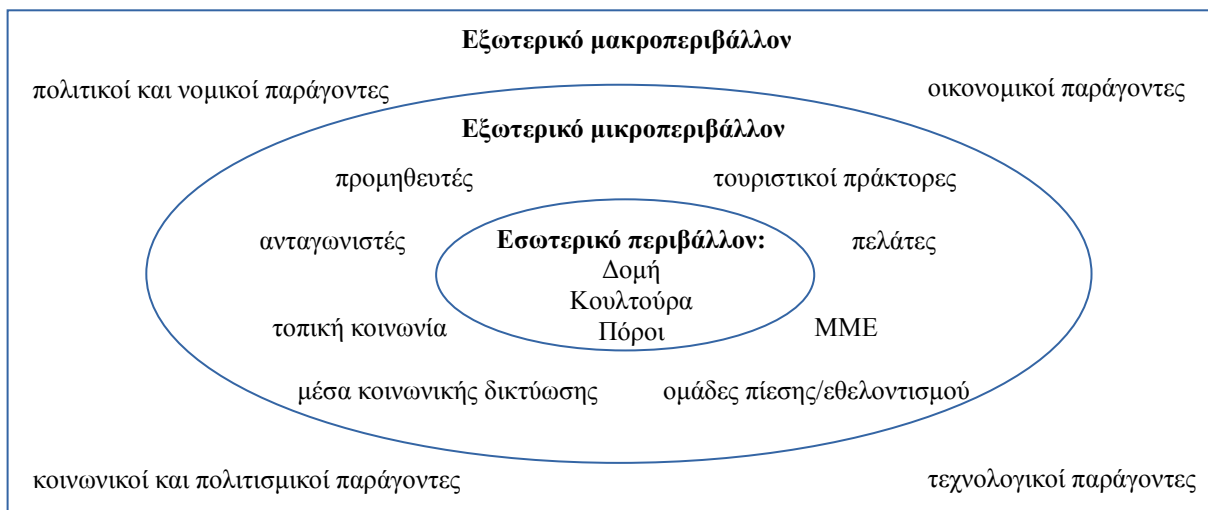 Εξωτερικό μακροπεριβάλλον
πολιτικοί και νομικοί παράγοντες
οικονομικοί παράγοντες
Εξωτερικό μικροπεριβάλλον
προμηθευτές
τουριστικοί πράκτορες
ανταγωνιστές
Εσωτερικό περιβάλλον:
πελάτες
Δομή
Κουλτούρα
Πόροι
τοπική κοινωνία
ΜΜΕ
μέσα κοινωνικής δικτύωσης
ομάδες πίεσης/εθελοντισμού
κοινωνικοί και πολιτισμικοί παράγοντες
τεχνολογικοί παράγοντες